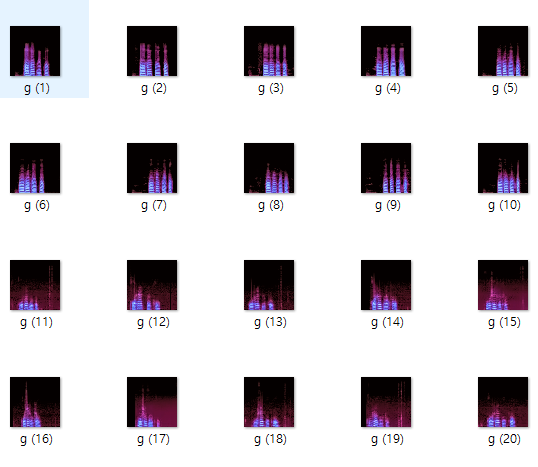 g (1) g (2) g (3) g (4) g (5)
g (6) g (7) g (8) g (9) g (10)
g (11) g (12) g (13) g (14) g (15)
g (16) g (17) g (18) g (19) g (20)